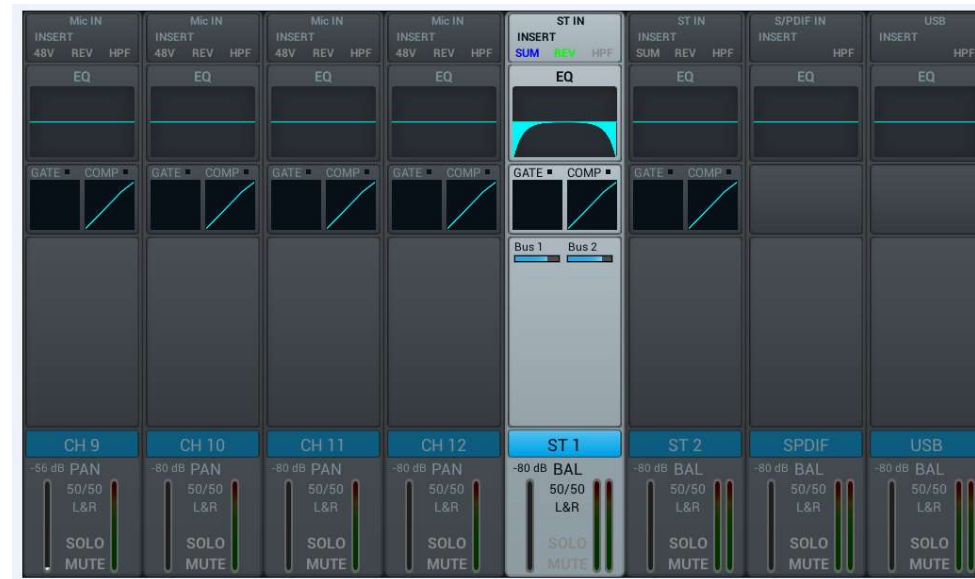 Mic IN Mic IN Mic IN Mic IN ST IN ST IN S/PDIF IN USB
INSERT INSERT INSERT INSERT INSERT INSERT INSERT INSERT
48V REV HPF 48V REV HPF 48V REV HPF 48V REV HPF SUM REV HPF SUM REV HPF HPF HPF
EQ EQ EQ EQ EQ EQ EQ EQ
GATE COMP GATE COMP GATE COMP GATE COMP GATE COMP GATE COMP
Bus 1 Bus 2
CH 9 CH 10 CH 11 CH 12 ST 1 ST 2 SPDIF USB
-56 dB PAN -80 dB PAN -80 dB PAN -80 dB PAN -80 dB BAL -80 dB BAL -80 dB BAL -80 dB BAL
50/50 50/50 50/50 50/50 50/50 50/50 50/50 50/50
L&R L&R L&R L&R L&R L&R L&R L&R
SOLO SOLO SOLO SOLO SOLO SOLO SOLO SOLO
MUTE MUTE MUTE MUTE MUTE MUTE MUTE MUTE